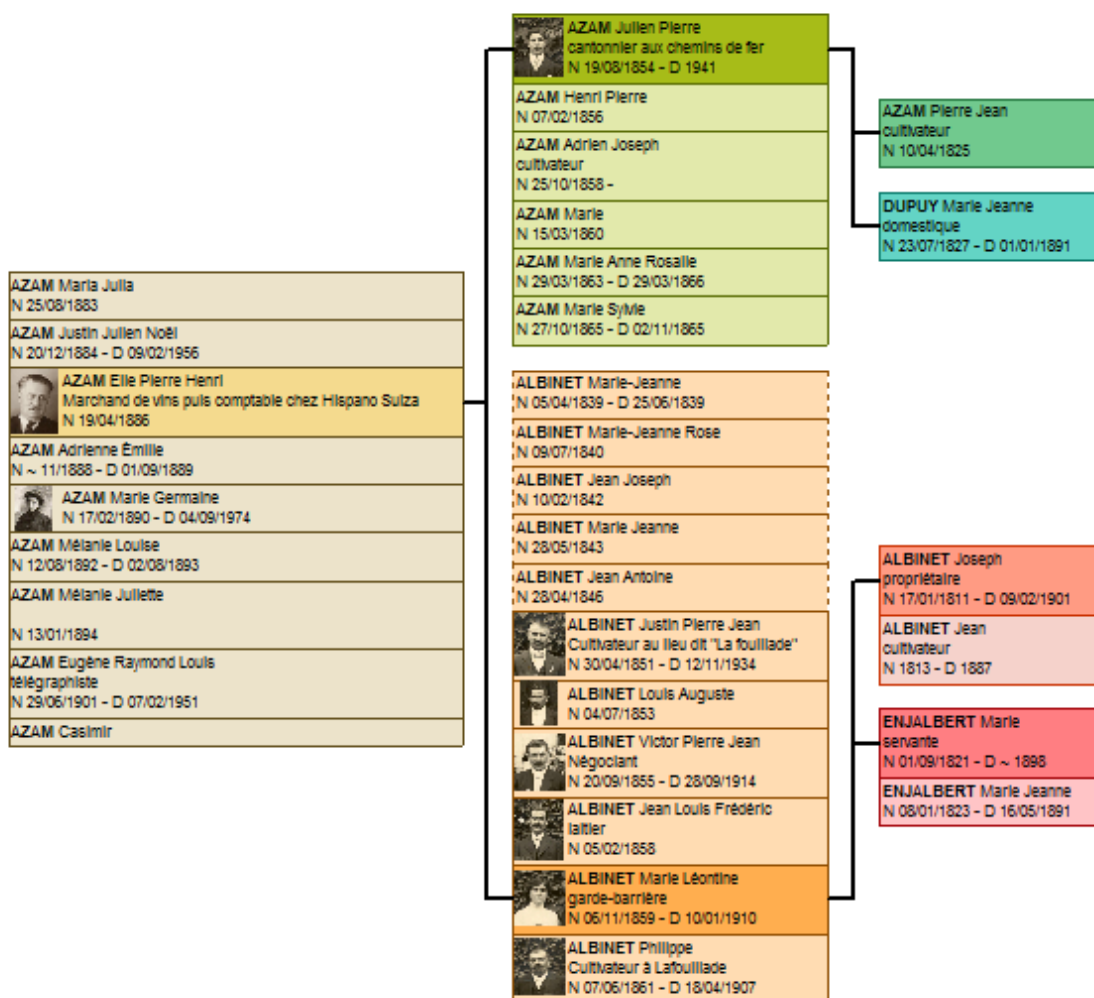 AZAM Maria Julia
N 25/08/1883
AZAM Justin Julien Noël
N 20/12/1884 - D 09/02/1956
AZAM Elie Pierre Henri
Marchand de vins puis comptable chez Hispano Suiza
N 19/04/1886
AZAM Adrienne Émilie
N ~ 11/1888 - D 01/09/1889
AZAM Marie Germaine
N 17/02/1890 - D 04/09/1974
AZAM Mélanie Louise
N 12/08/1892 - D 02/08/1893
AZAM Mélanie Juliette
N 13/01/1894
AZAM Eugène Raymond Louis
télégraphiste
N 29/06/1901 - D 07/02/1951
AZAM Casimir
AZAM Julien Pierre
cantonnier aux chemins de fer
N 19/08/1854 - D 1941
AZAM Henri Pierre
N 07/02/1856
AZAM Adrien Joseph
cultivateur
N 25/10/1858 -
AZAM Marie
N 15/03/1860
AZAM Marie Anne Rosalie
N 29/03/1863 - D 29/03/1866
AZAM Marie Sylvie
N 27/10/1865 - D 02/11/1865
ALBINET Marie-Jeanne
N 05/04/1839 - D 25/06/1839
ALBINET Marie-Jeanne Rose
N 09/07/1840
ALBINET Jean Joseph
N 10/02/1842
ALBINET Marie Jeanne
N 28/05/1843
ALBINET Jean Antoine
N 28/04/1846
ALBINET Justin Pierre Jean
Cultivateur au lieu dit "La fouillade"
N 30/04/1851 - D 12/11/1934
ALBINET Louis Auguste
N 04/07/1853
ALBINET Victor Pierre Jean
Négociant
N 20/09/1855 - D 28/09/1914
ALBINET Jean Louis Frédéric
laitier
N 05/02/1858
ALBINET Marie Léontine
garde-barrière
N 06/11/1859 - D 10/01/1910
ALBINET Philippe
Cultivateur à Lafouillade
N 07/06/1861 - D 18/04/1907
AZAM Pierre Jean
cultivateur
N 10/04/1825
DUPUY Marie Jeanne
domestique
N 23/07/1827 - D 01/01/1891
ALBINET Joseph
propriétaire
N 17/01/1811 - D 09/02/1901
ALBINET Jean
cultivateur
N 1813 - D 1887
ENJALBERT Marie
servante
N 01/09/1821 - D ~ 1898
ENJALBERT Marie Jeanne
N 08/01/1823 - D 16/05/1891